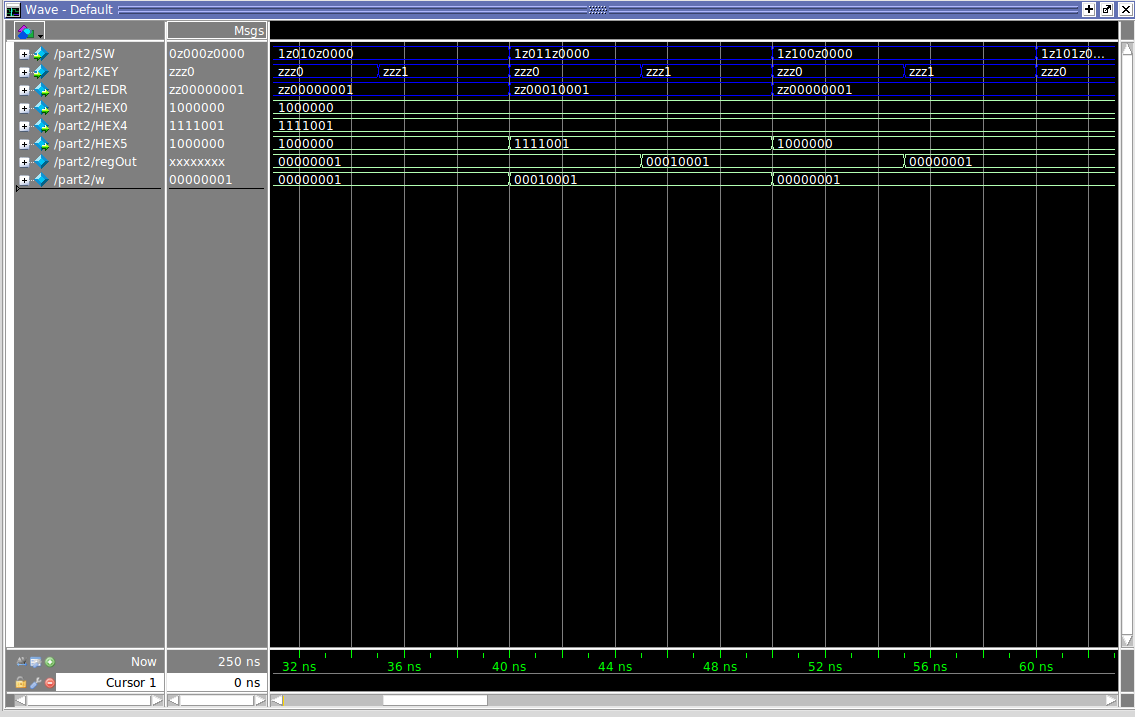 Wave - Default
Msgs
/part2/SW 0z000z0000 1z010z0000 1z011z0000 1z100z0000 1z101z0...
/part2/KEY zzz0 zzz0 zzz1 zzz0 zzz1 zzz0 zzz1 zzz0
/part2/LEDR zz00000001 zz00000001 zz00010001 zz00000001
/part2/HEX0 1000000 1000000
/part2/HEX4 1111001 1111001
/part2/HEX5 1000000 1000000 1111001 1000000
/part2/regOut xxxxxxxx 00000001 00010001 00000001
/part2/w 00000001 00000001 00010001 00000001
Now 250 ns 32 ns 36 ns 40 ns 44 ns 48 ns 52 ns 56 ns 60 ns
Cursor 1 0 ns